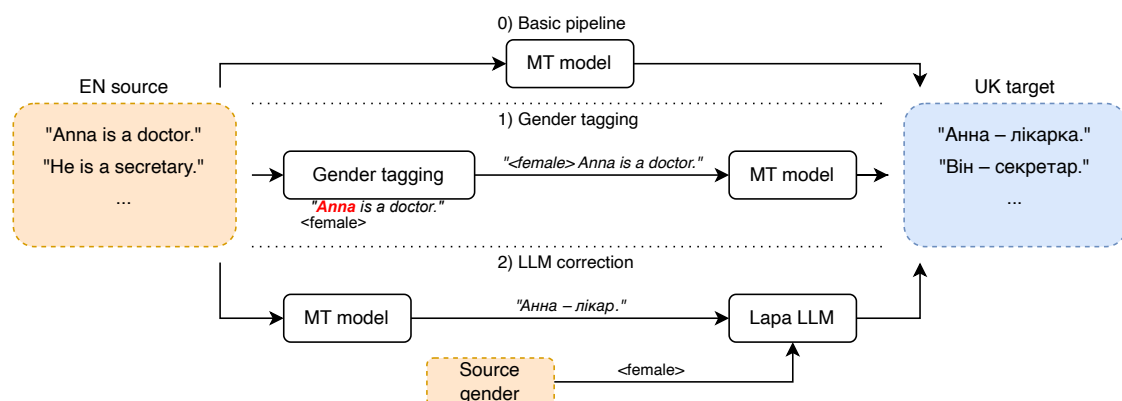 0) Basic pipeline
MT model
EN source
UK target
"Anna is a doctor."
"He is a secretary."
...
"Анна – лікарка."
"Він – секретар."
...
1) Gender tagging
Gender tagging
"<female> Anna is a doctor."
MT model
"Anna is a doctor."
<female>
2) LLM correction
MT model
"Анна – лікар."
Lapa LLM
Source
gender
<female>